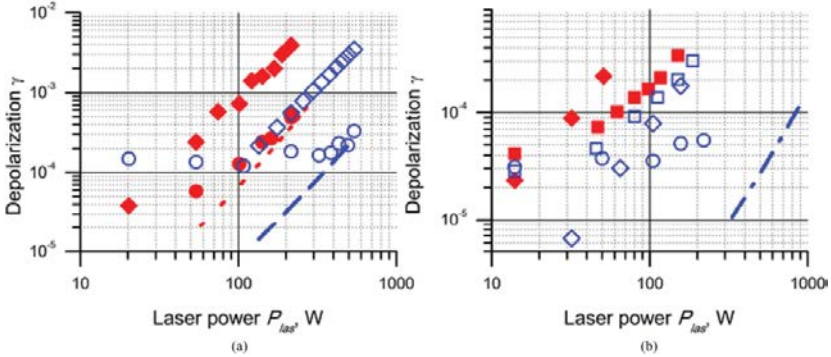 10⁻²
10⁻³
10⁻⁴
10⁻⁵
Depolarization γ
10 100 1000
Laser power P_las, W
(a)
10⁻⁴
10⁻⁵
Depolarization γ
10 100 1000
Laser power P_las, W
(b)